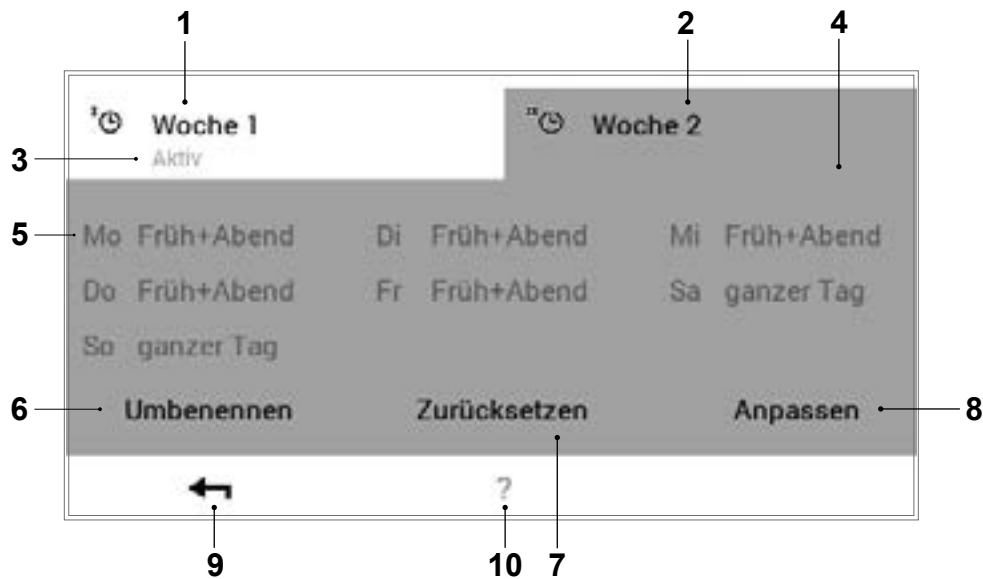 1 2 4
Woche 1 Woche 2
3 Aktiv
5 Mo Früh+Abend Di Früh+Abend Mi Früh+Abend
Do Früh+Abend Fr Früh+Abend Sa ganzer Tag
So ganzer Tag
6 Umbenennen Zurücksetzen Anpassen 8
?
9 10 7